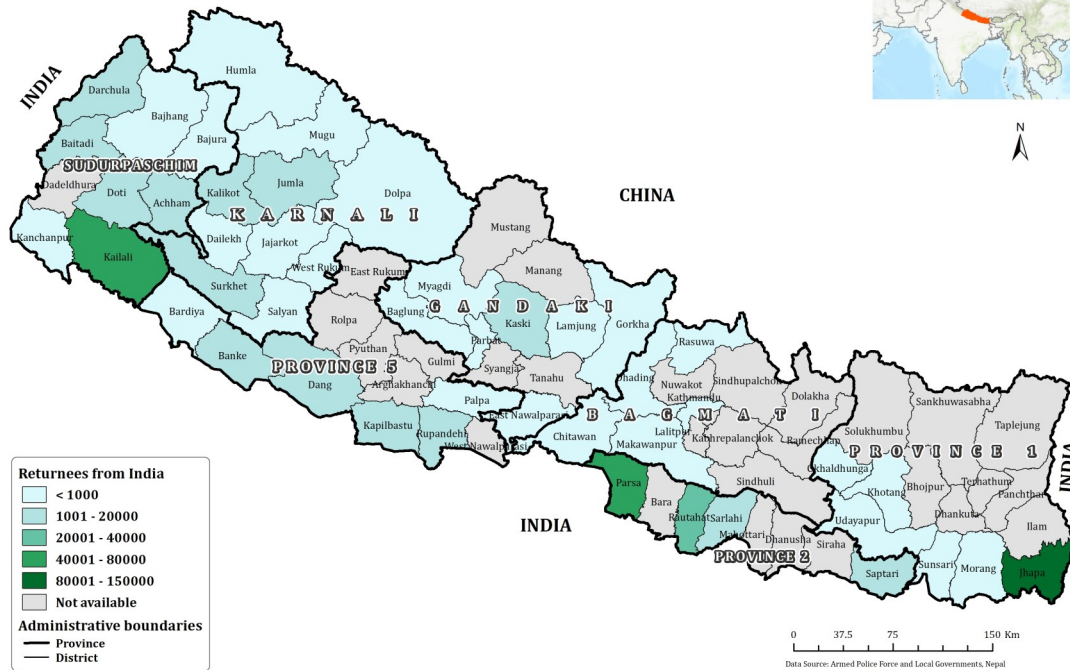 INDIA
Humla
Darchula
Bajhang
Mugu
Bajura
Baitadi
SUDURPASCHIM
Dadeldhura
Doti
Achham
Kalikot
Jumla
Dolpa
KARNALI
Kanchanpur
Kailali
Dailekh
Jajarkot
West Rukum
East Rukum
Surkhet
Salyan
Bardiya
Banke
Rolpa
Pyuthan
PROVINCE 5
Dang
Arghakhanchi
Gulmi
Kapilbastu
Rupandehi
West Nawalparasi
Palpa
CHINA
N
Mustang
Manang
Myagdi
GANDAKI
Baglung
Parbat
Kaski
Lamjung
Gorkha
Syangja
Tanahu
East Nawalparasi
Rasuwa
Dhading
Nuwakot
Sindhupalchok
Kathmandu
Dolakha
BAGMATI
Chitawan
Makawanpur
Lalitpur
Kabhrepalanchok
Ramechhap
Sindhuli
Solukhumbu
Sankhuwasabha
Taplejung
PROVINCE 1
Okhaldhunga
Khotang
Bhojpur
Terhathum
Panchthar
Dhankuta
Udayapur
Ilam
INDIA
Parsa
Bara
Rautahat
Sarlahi
Mahottari
Dhanusha
Siraha
PROVINCE 2
Saptari
Sunsari
Morang
Jhapa
INDIA
Returnees from India
< 1000
1001 - 20000
20001 - 40000
40001 - 80000
80001 - 150000
Not available
Administrative boundaries
Province
District
0 37.5 75 150 Km
Data Source: Armed Police Force and Local Governments, Nepal